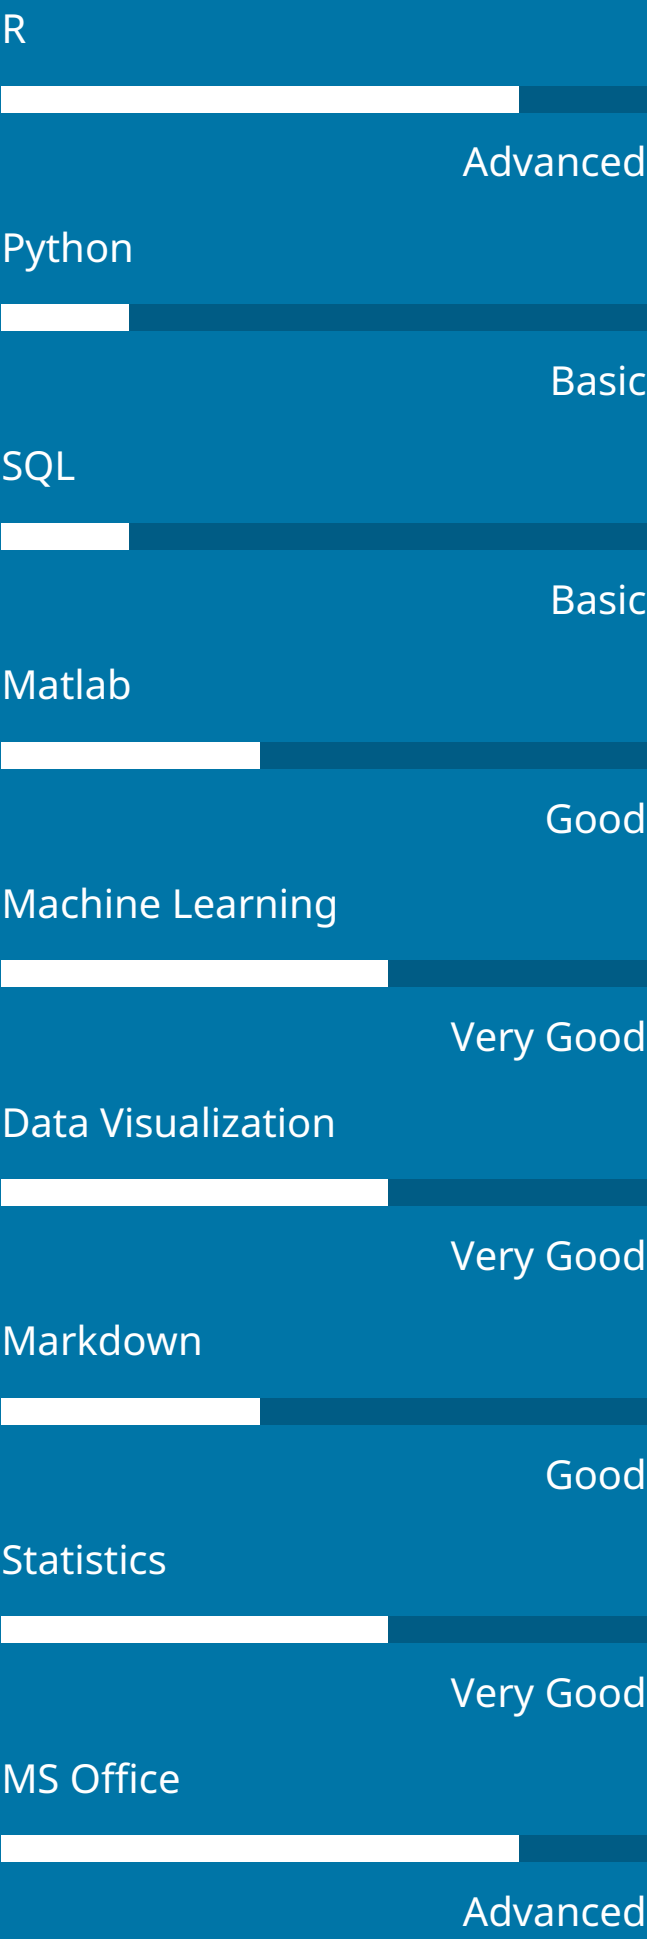 R
Advanced
Python
Basic
SQL
Basic
Matlab
Good
Machine Learning
Very Good
Data Visualization
Very Good
Markdown
Good
Statistics
Very Good
MS Office
Advanced